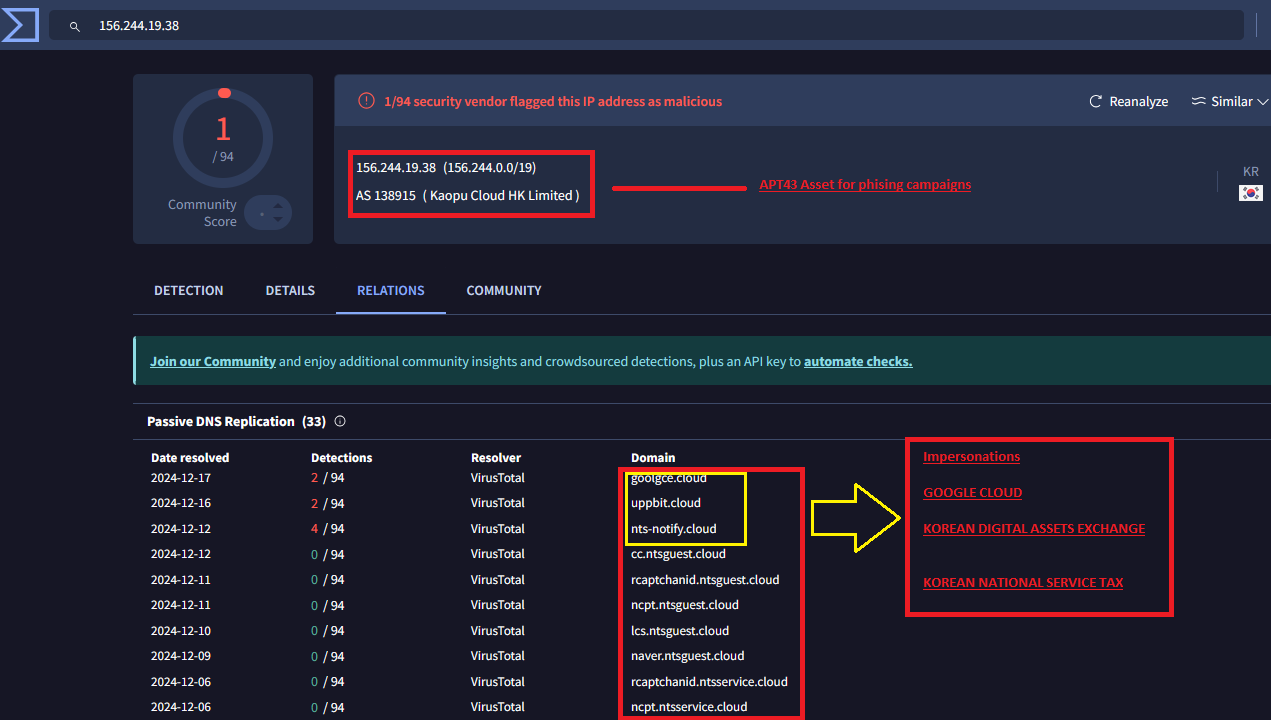 156.244.19.38
1/94 security vendor flagged this IP address as malicious
Reanalyze
Similar
1
/ 94
Community
Score
156.244.19.38 (156.244.0.0/19)
AS 138915 ( Kaopu Cloud HK Limited )
APT43 Asset for phising campaigns
KR
DETECTION DETAILS RELATIONS COMMUNITY
Join our Community and enjoy additional community insights and crowdsourced detections, plus an API key to automate checks.
Passive DNS Replication (33)
Date resolved Detections Resolver Domain
2024-12-17 2 / 94 VirusTotal goolgce.cloud
2024-12-16 2 / 94 VirusTotal uppbit.cloud
2024-12-12 4 / 94 VirusTotal nts-notify.cloud
2024-12-12 0 / 94 VirusTotal cc.ntsguest.cloud
2024-12-11 0 / 94 VirusTotal rcaptchanid.ntsguest.cloud
2024-12-11 0 / 94 VirusTotal ncpt.ntsguest.cloud
2024-12-10 0 / 94 VirusTotal lcs.ntsguest.cloud
2024-12-09 0 / 94 VirusTotal naver.ntsguest.cloud
2024-12-06 0 / 94 VirusTotal rcaptchanid.ntsservice.cloud
2024-12-06 0 / 94 VirusTotal ncpt.ntsservice.cloud
Impersonations
GOOGLE CLOUD
KOREAN DIGITAL ASSETS EXCHANGE
KOREAN NATIONAL SERVICE TAX